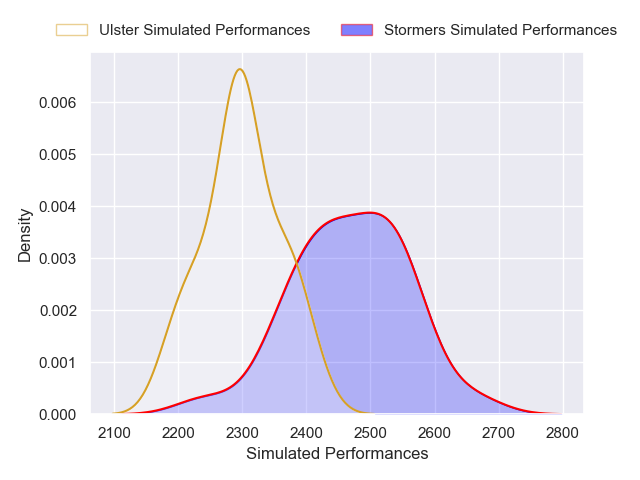 Ulster Simulated Performances Stormers Simulated Performances
0.006
0.005
0.004
0.003
0.002
0.001
0.000
Density
2100 2200 2300 2400 2500 2600 2700 2800
Simulated Performances